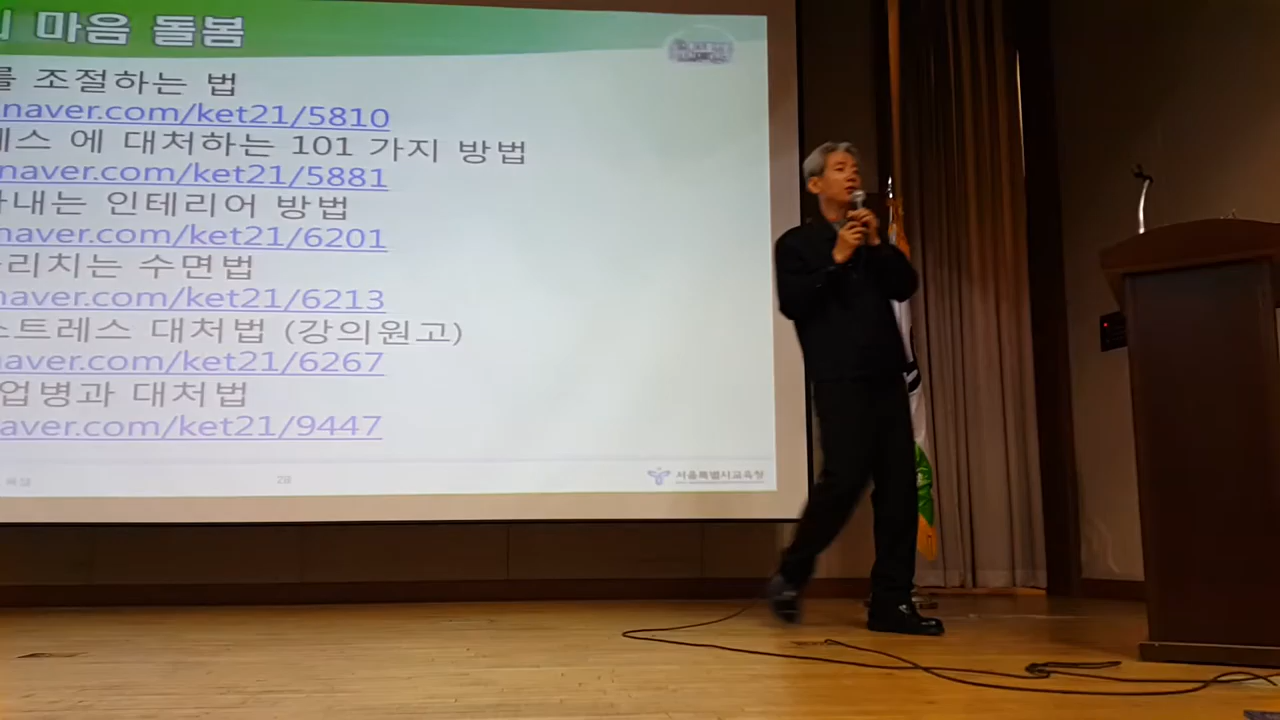 마음 돌봄
를 조절하는 법
naver.com/ket21/5810
스 에 대처하는 101 가지 방법
naver.com/ket21/5881
내는 인테리어 방법
naver.com/ket21/6201
리치는 수면법
naver.com/ket21/6213
스트레스 대처법 (강의원고)
naver.com/ket21/6267
업병과 대처법
aver.com/ket21/9447
28
서울특별시교육청